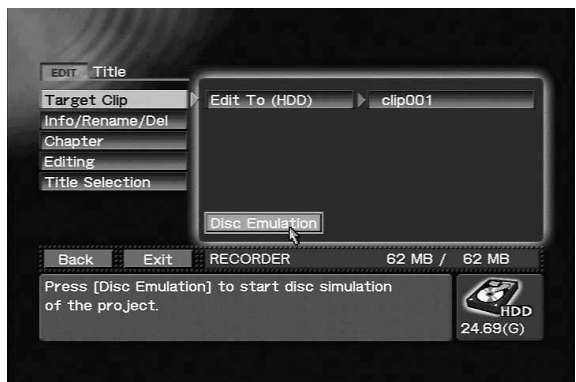 EDIT Title
Target Clip
Edit To (HDD) clip001
Info/Rename/Del
Chapter
Editing
Title Selection
Disc Emulation
Back Exit RECORDER 62 MB / 62 MB
Press [Disc Emulation] to start disc simulation
of the project.
HDD
24.69(G)